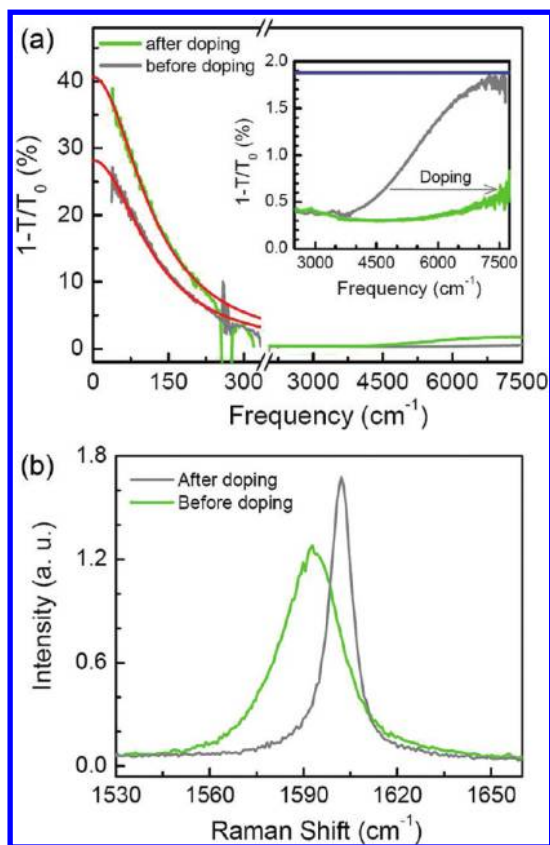 (a)
after doping
before doping
40
30
20
10
0
1-T/T₀ (%)
0 150 300 4500 6000 7500
Frequency (cm⁻¹)
2.0
1.5
1.0
0.5
0.0
1-T/T₀ (%)
Doping
3000 4500 6000 7500
Frequency (cm⁻¹)
(b)
After doping
Before doping
1.8
1.2
0.6
0.0
Intensity (a. u.)
1530 1560 1590 1620 1650
Raman Shift (cm⁻¹)